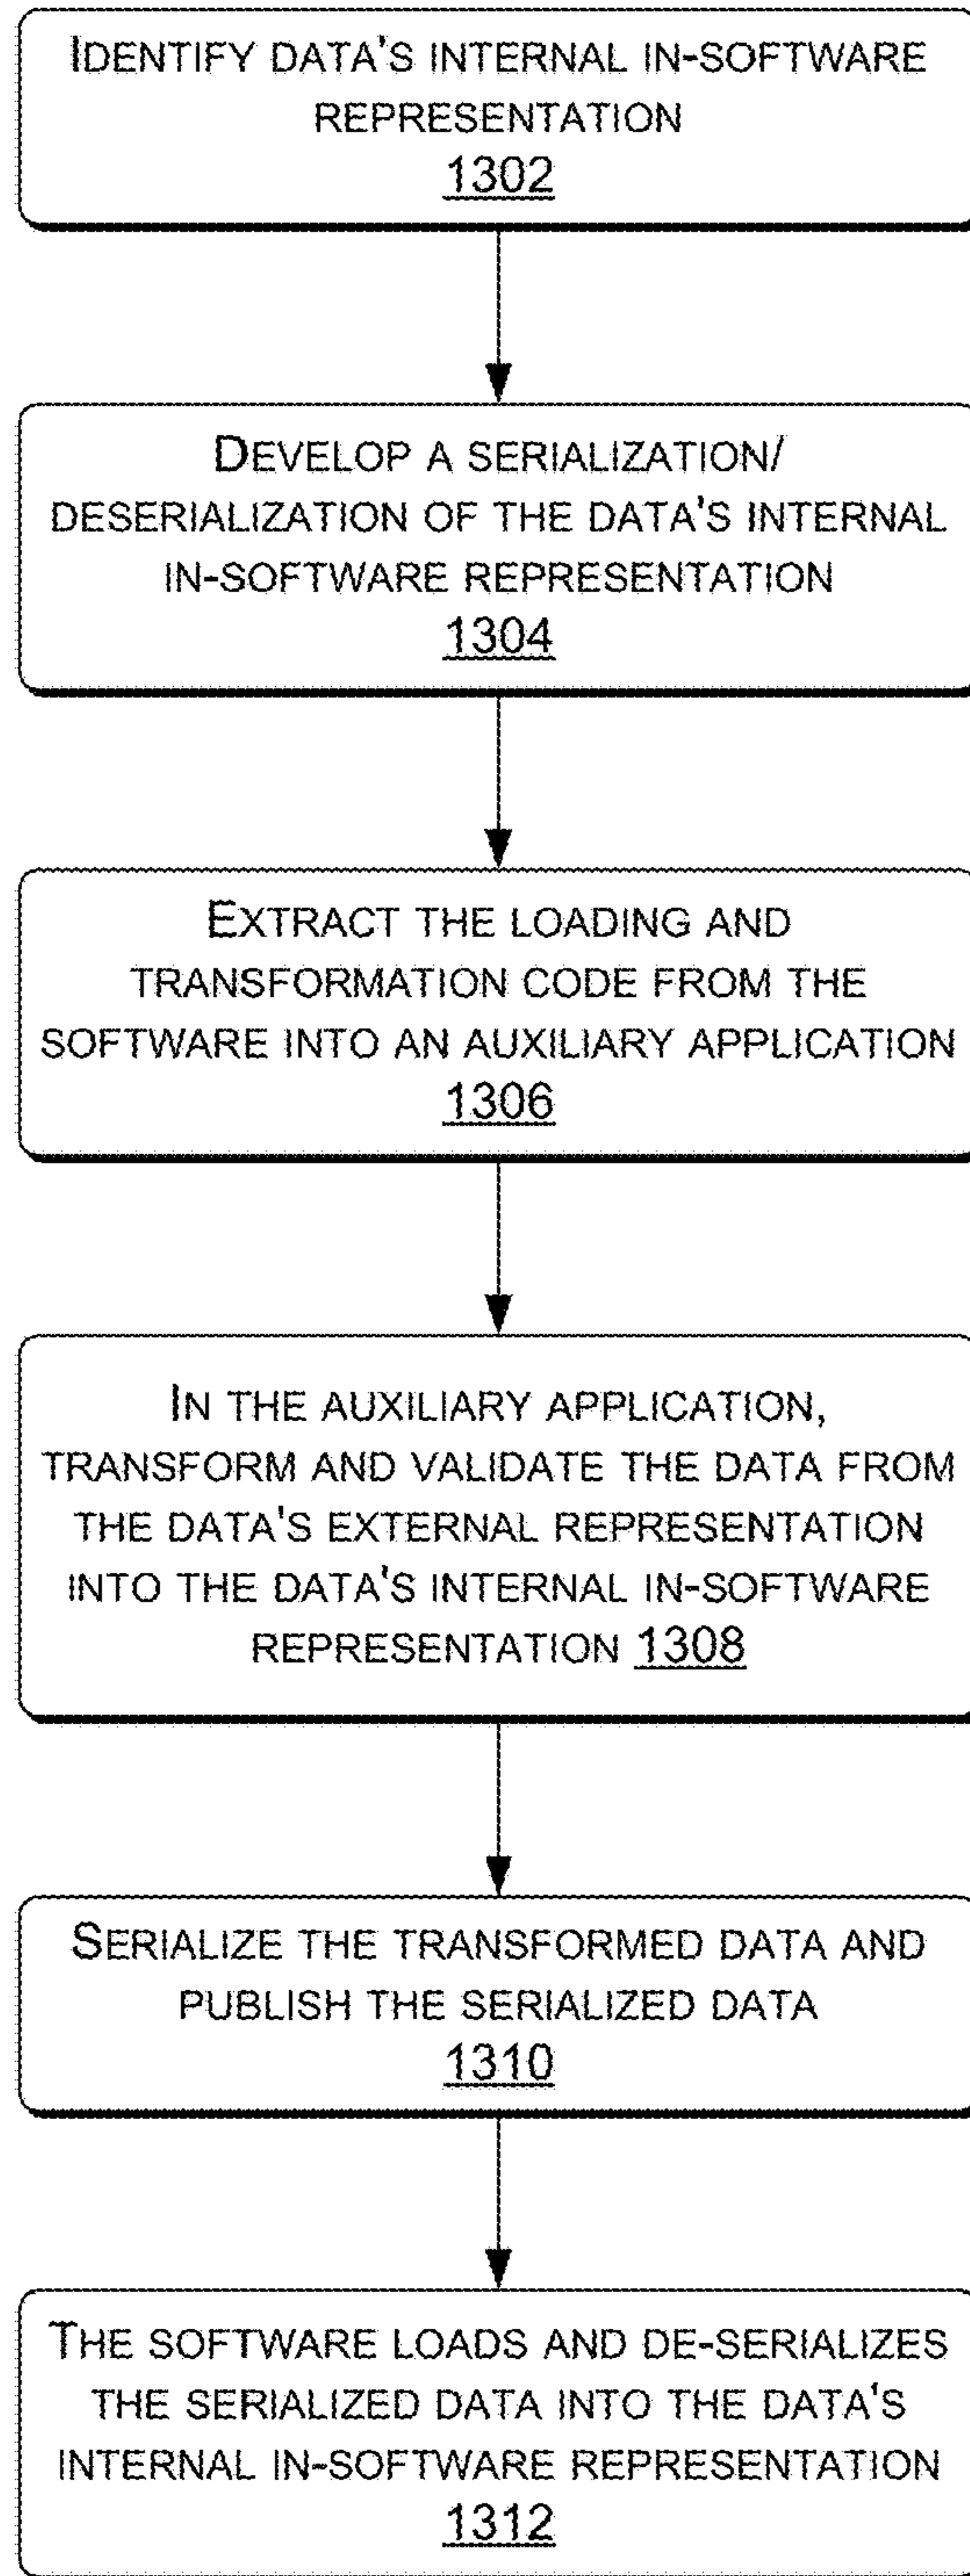 IDENTIFY DATA'S INTERNAL IN-SOFTWARE
REPRESENTATION
1302
DEVELOP A SERIALIZATION/
DESERIALIZATION OF THE DATA'S INTERNAL
IN-SOFTWARE REPRESENTATION
1304
EXTRACT THE LOADING AND
TRANSFORMATION CODE FROM THE
SOFTWARE INTO AN AUXILIARY APPLICATION
1306
IN THE AUXILIARY APPLICATION,
TRANSFORM AND VALIDATE THE DATA FROM
THE DATA'S EXTERNAL REPRESENTATION
INTO THE DATA'S INTERNAL IN-SOFTWARE
REPRESENTATION 1308
SERIALIZE THE TRANSFORMED DATA AND
PUBLISH THE SERIALIZED DATA
1310
THE SOFTWARE LOADS AND DE-SERIALIZES
THE SERIALIZED DATA INTO THE DATA'S
INTERNAL IN-SOFTWARE REPRESENTATION
1312